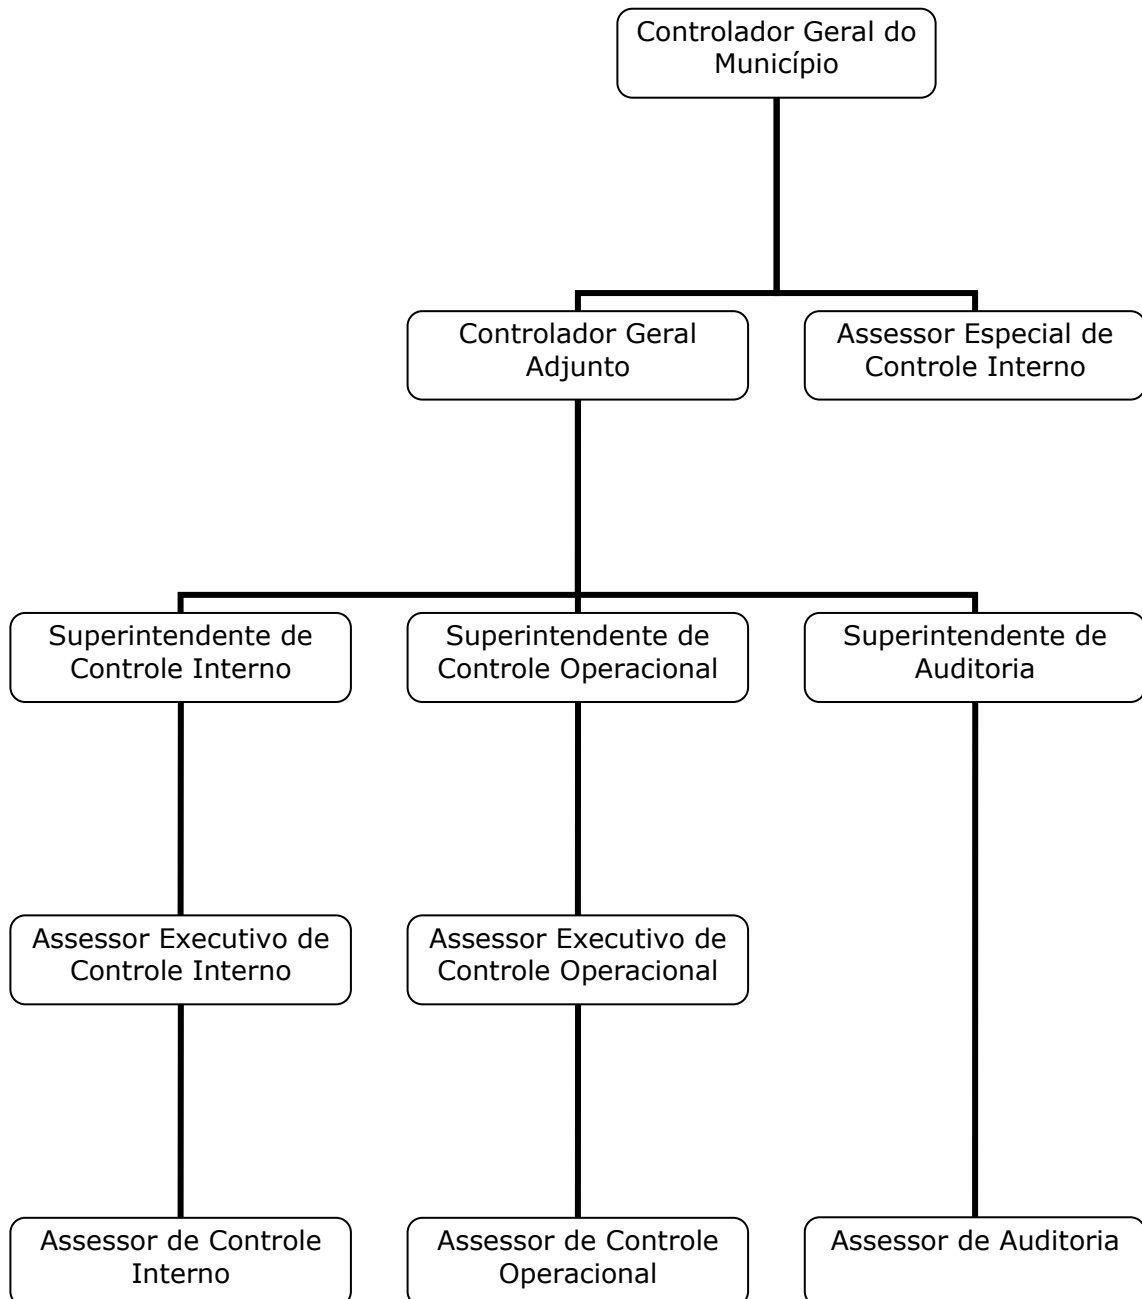 Controlador Geral do
Município
Controlador Geral
Adjunto
Assessor Especial de
Controle Interno
Superintendente de
Controle Interno
Superintendente de
Controle Operacional
Superintendente de
Auditoria
Assessor Executivo de
Controle Interno
Assessor Executivo de
Controle Operacional
Assessor de Controle
Interno
Assessor de Controle
Operacional
Assessor de Auditoria